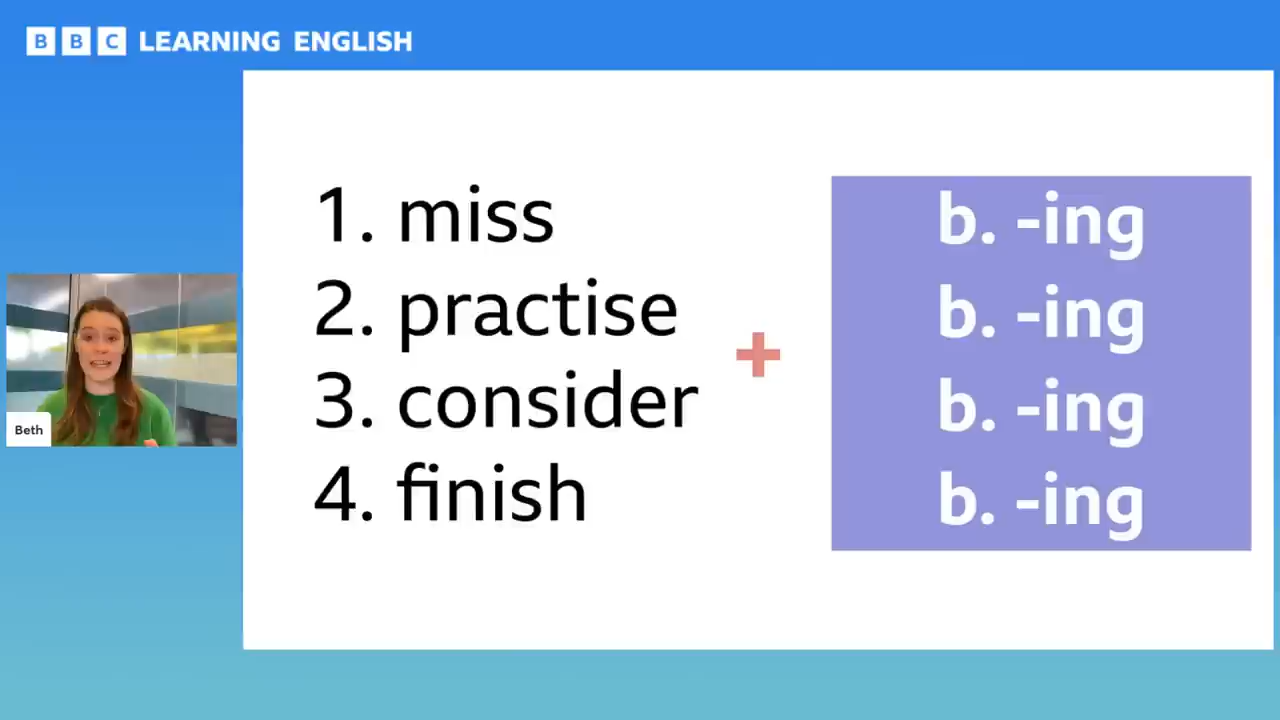 BBC LEARNING ENGLISH
1. miss
2. practise
3. consider
4. finish
+
b. -ing
b. -ing
b. -ing
b. -ing
Beth